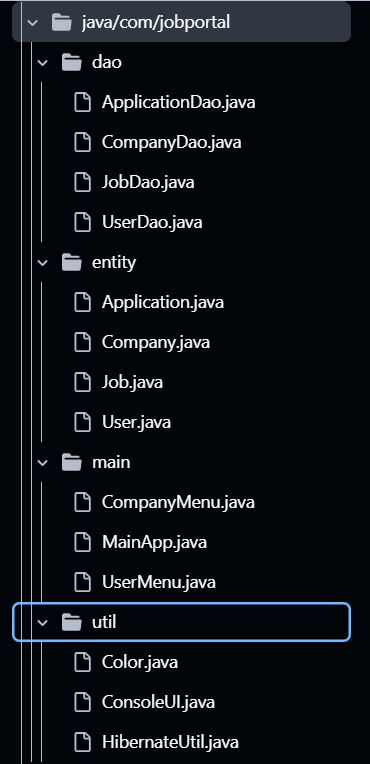 java/com/jobportal
dao
ApplicationDao.java
CompanyDao.java
JobDao.java
UserDao.java
entity
Application.java
Company.java
Job.java
User.java
main
CompanyMenu.java
MainApp.java
UserMenu.java
util
Color.java
ConsoleUI.java
HibernateUtil.java